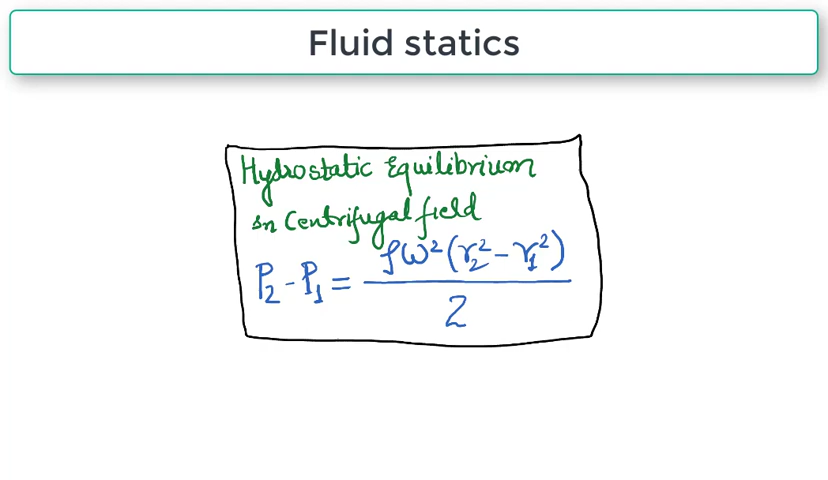 Fluid statics
Hydrostatic Equilibrium
In Centrifugal field
P₂ - P₁ = ρω²(r₂² - r₁²) / 2